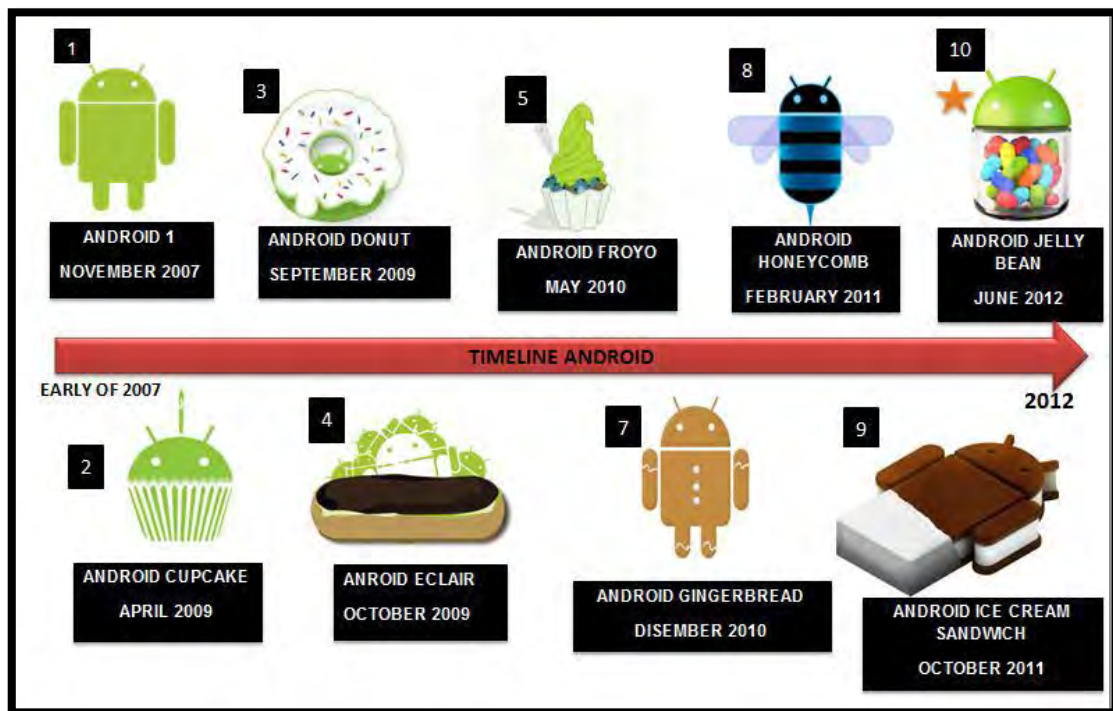 1
ANDROID 1
NOVEMBER 2007
3
ANDROID DONUT
SEPTEMBER 2009
5
ANDROID FROYO
MAY 2010
8
ANDROID
HONEYCOMB
FEBRUARY 2011
10
ANDROID JELLY
BEAN
JUNE 2012
TIMELINE ANDROID
EARLY OF 2007
2012
2
ANDROID CUPCAKE
APRIL 2009
4
ANROID ECLAIR
OCTOBER 2009
7
ANDROID GINGERBREAD
DISEMBER 2010
9
ANDROID ICE CREAM
SANDWICH
OCTOBER 2011